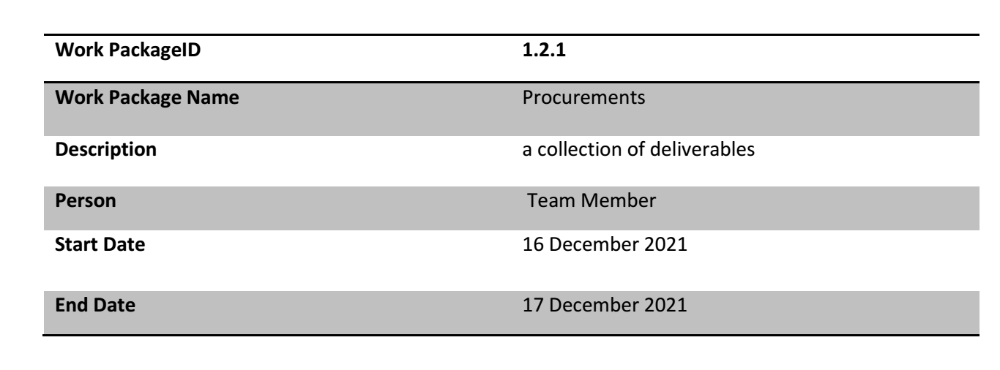 Work PackageID 1.2.1
Work Package Name Procurements
Description a collection of deliverables
Person Team Member
Start Date 16 December 2021
End Date 17 December 2021